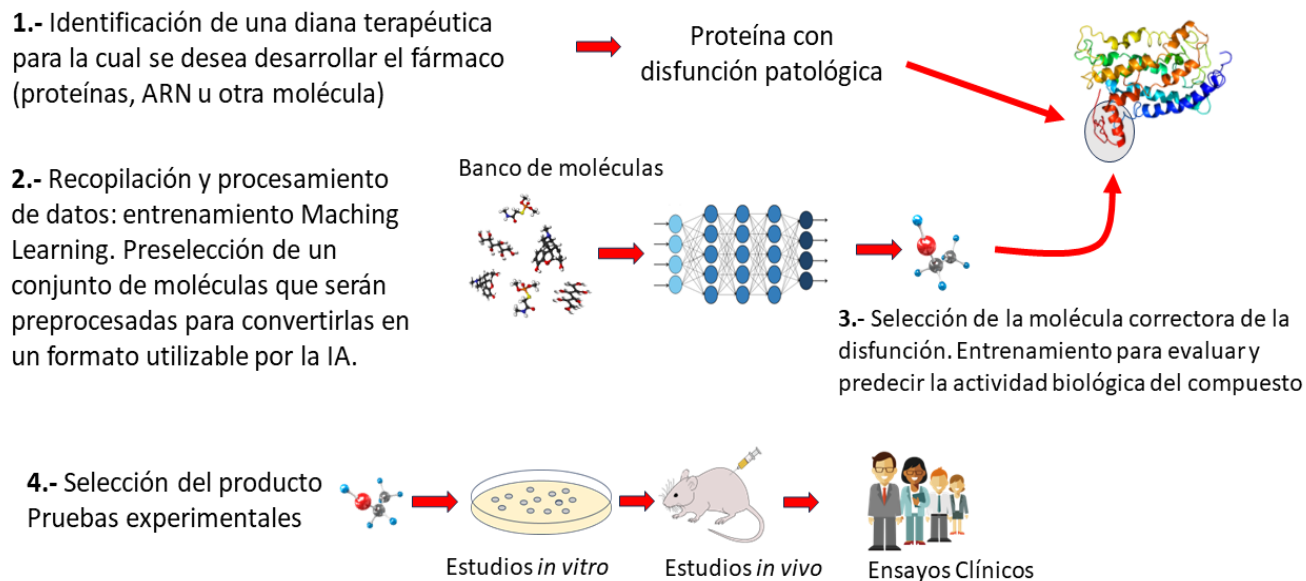 1.- Identificación de una diana terapéutica
para la cual se desea desarrollar el fármaco
(proteínas, ARN u otra molécula)
Proteína con
disfunción patológica
2.- Recopilación y procesamiento
de datos: entrenamiento Maching
Learning. Preselección de un
conjunto de moléculas que serán
preprocesadas para convertirlas en
un formato utilizable por la IA.
Banco de moléculas
3.- Selección de la molécula correctora de la
disfunción. Entrenamiento para evaluar y
predecir la actividad biológica del compuesto
4.- Selección del producto
Pruebas experimentales
Estudios in vitro
Estudios in vivo
Ensayos Clínicos